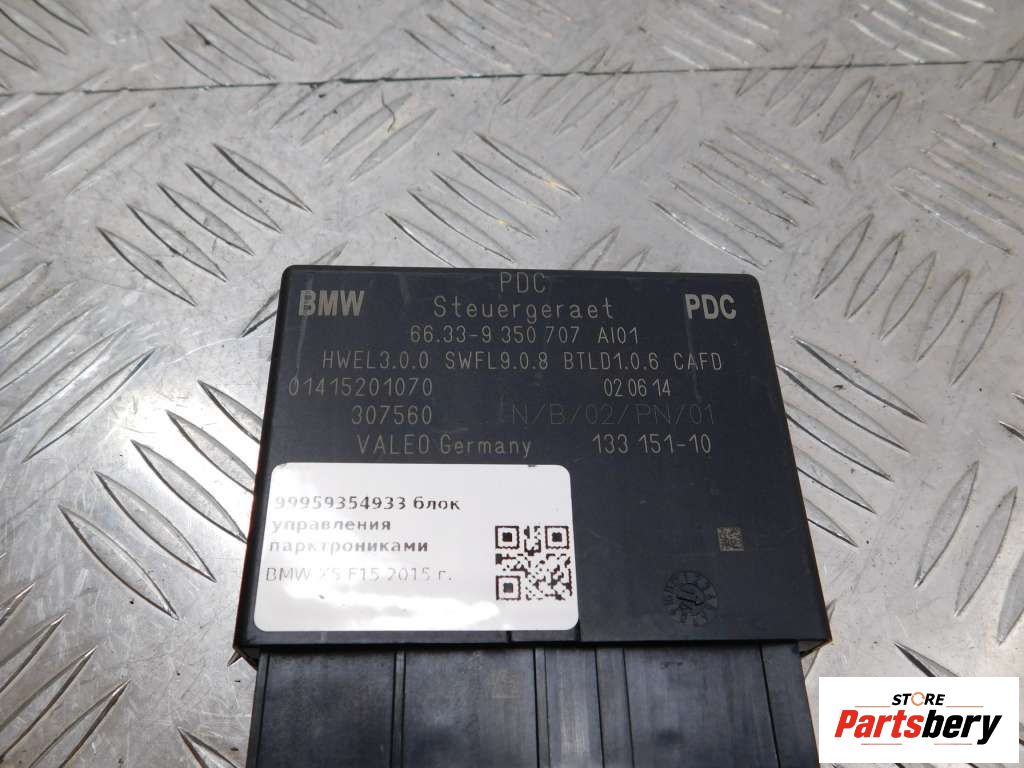 PDC
BMW Steuergeraet PDC
66.33-9 350 707 AI01
HWEL3.0.0 SWFL9.0.8 BTLD1.0.6 CAFD
01415201070 02 06 14
307560 N/B/02/PN/01
VALEO Germany 133 151-10
99959354933 блок
управления
парктрониками
BMW X5 F15 2015 г.
STORE
Partsbery